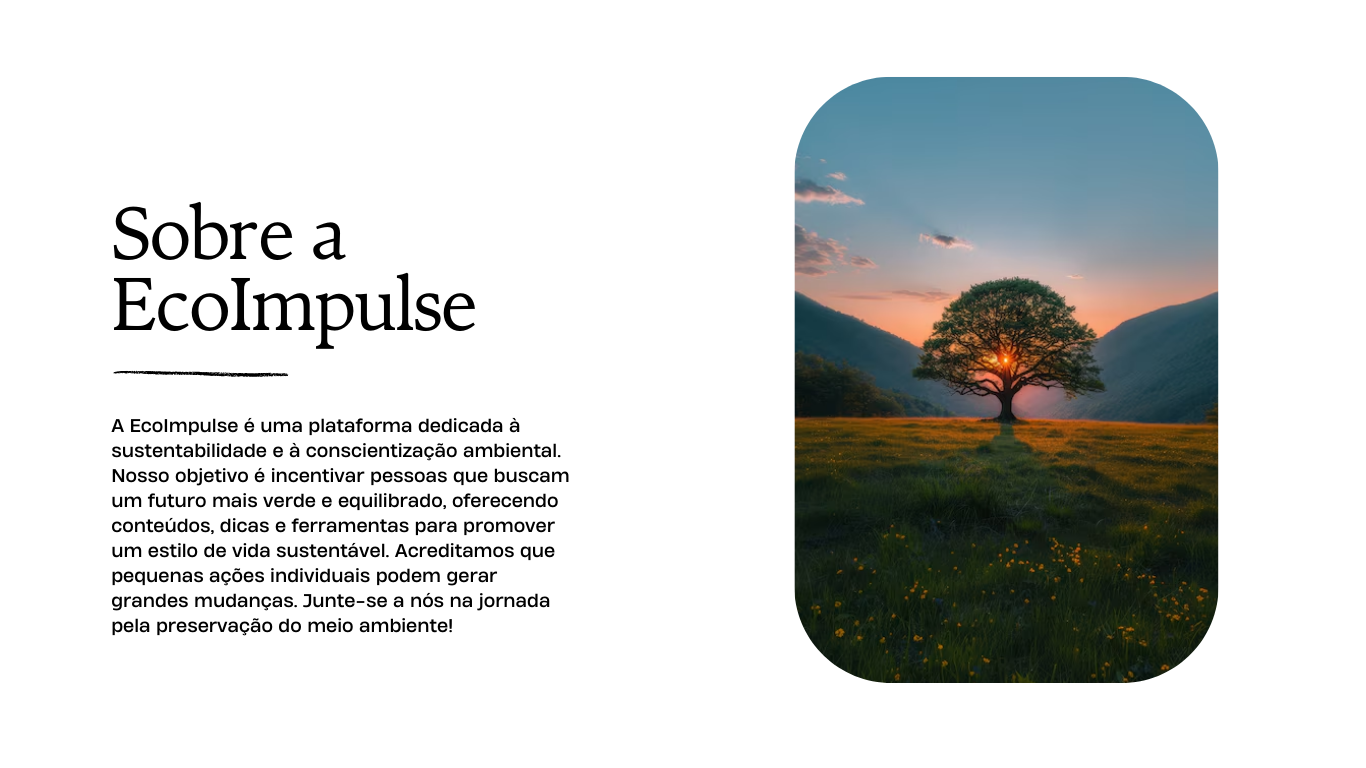 Sobre a
EcoImpulse
A EcoImpulse é uma plataforma dedicada à
sustentabilidade e à conscientização ambiental.
Nosso objetivo é incentivar pessoas que buscam
um futuro mais verde e equilibrado, oferecendo
conteúdos, dicas e ferramentas para promover
um estilo de vida sustentável. Acreditamos que
pequenas ações individuais podem gerar
grandes mudanças. Junte-se a nós na jornada
pela preservação do meio ambiente!